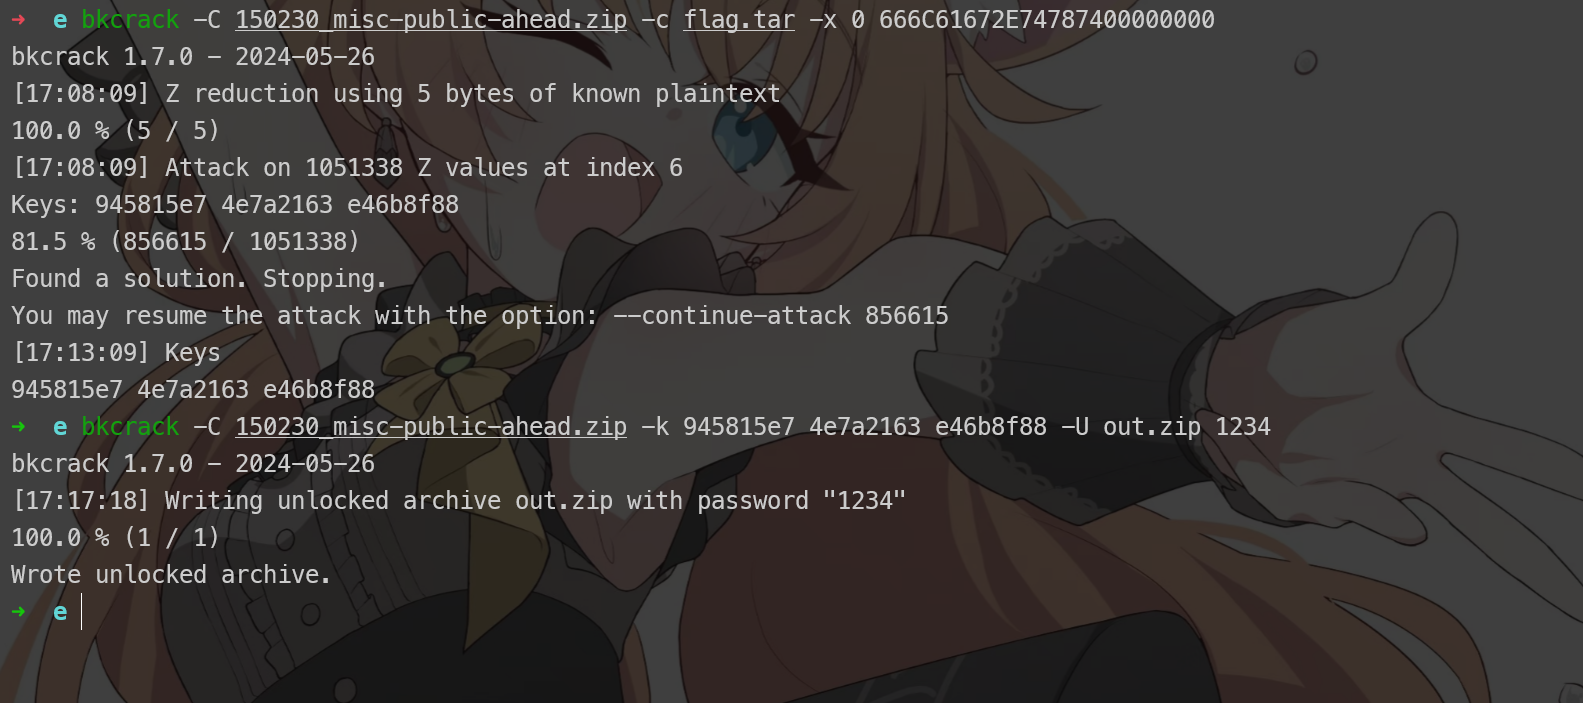 ➜  e bkcrack -C 150230_misc-public-ahead.zip -c flag.tar -x 0 666C61672E74787400000000
bkcrack 1.7.0 - 2024-05-26
[17:08:09] Z reduction using 5 bytes of known plaintext
100.0 % (5 / 5)
[17:08:09] Attack on 1051338 Z values at index 6
Keys: 945815e7 4e7a2163 e46b8f88
81.5 % (856615 / 1051338)
Found a solution. Stopping.
You may resume the attack with the option: --continue-attack 856615
[17:13:09] Keys
945815e7 4e7a2163 e46b8f88
➜  e bkcrack -C 150230_misc-public-ahead.zip -k 945815e7 4e7a2163 e46b8f88 -U out.zip 1234
bkcrack 1.7.0 - 2024-05-26
[17:17:18] Writing unlocked archive out.zip with password "1234"
100.0 % (1 / 1)
Wrote unlocked archive.
➜  e